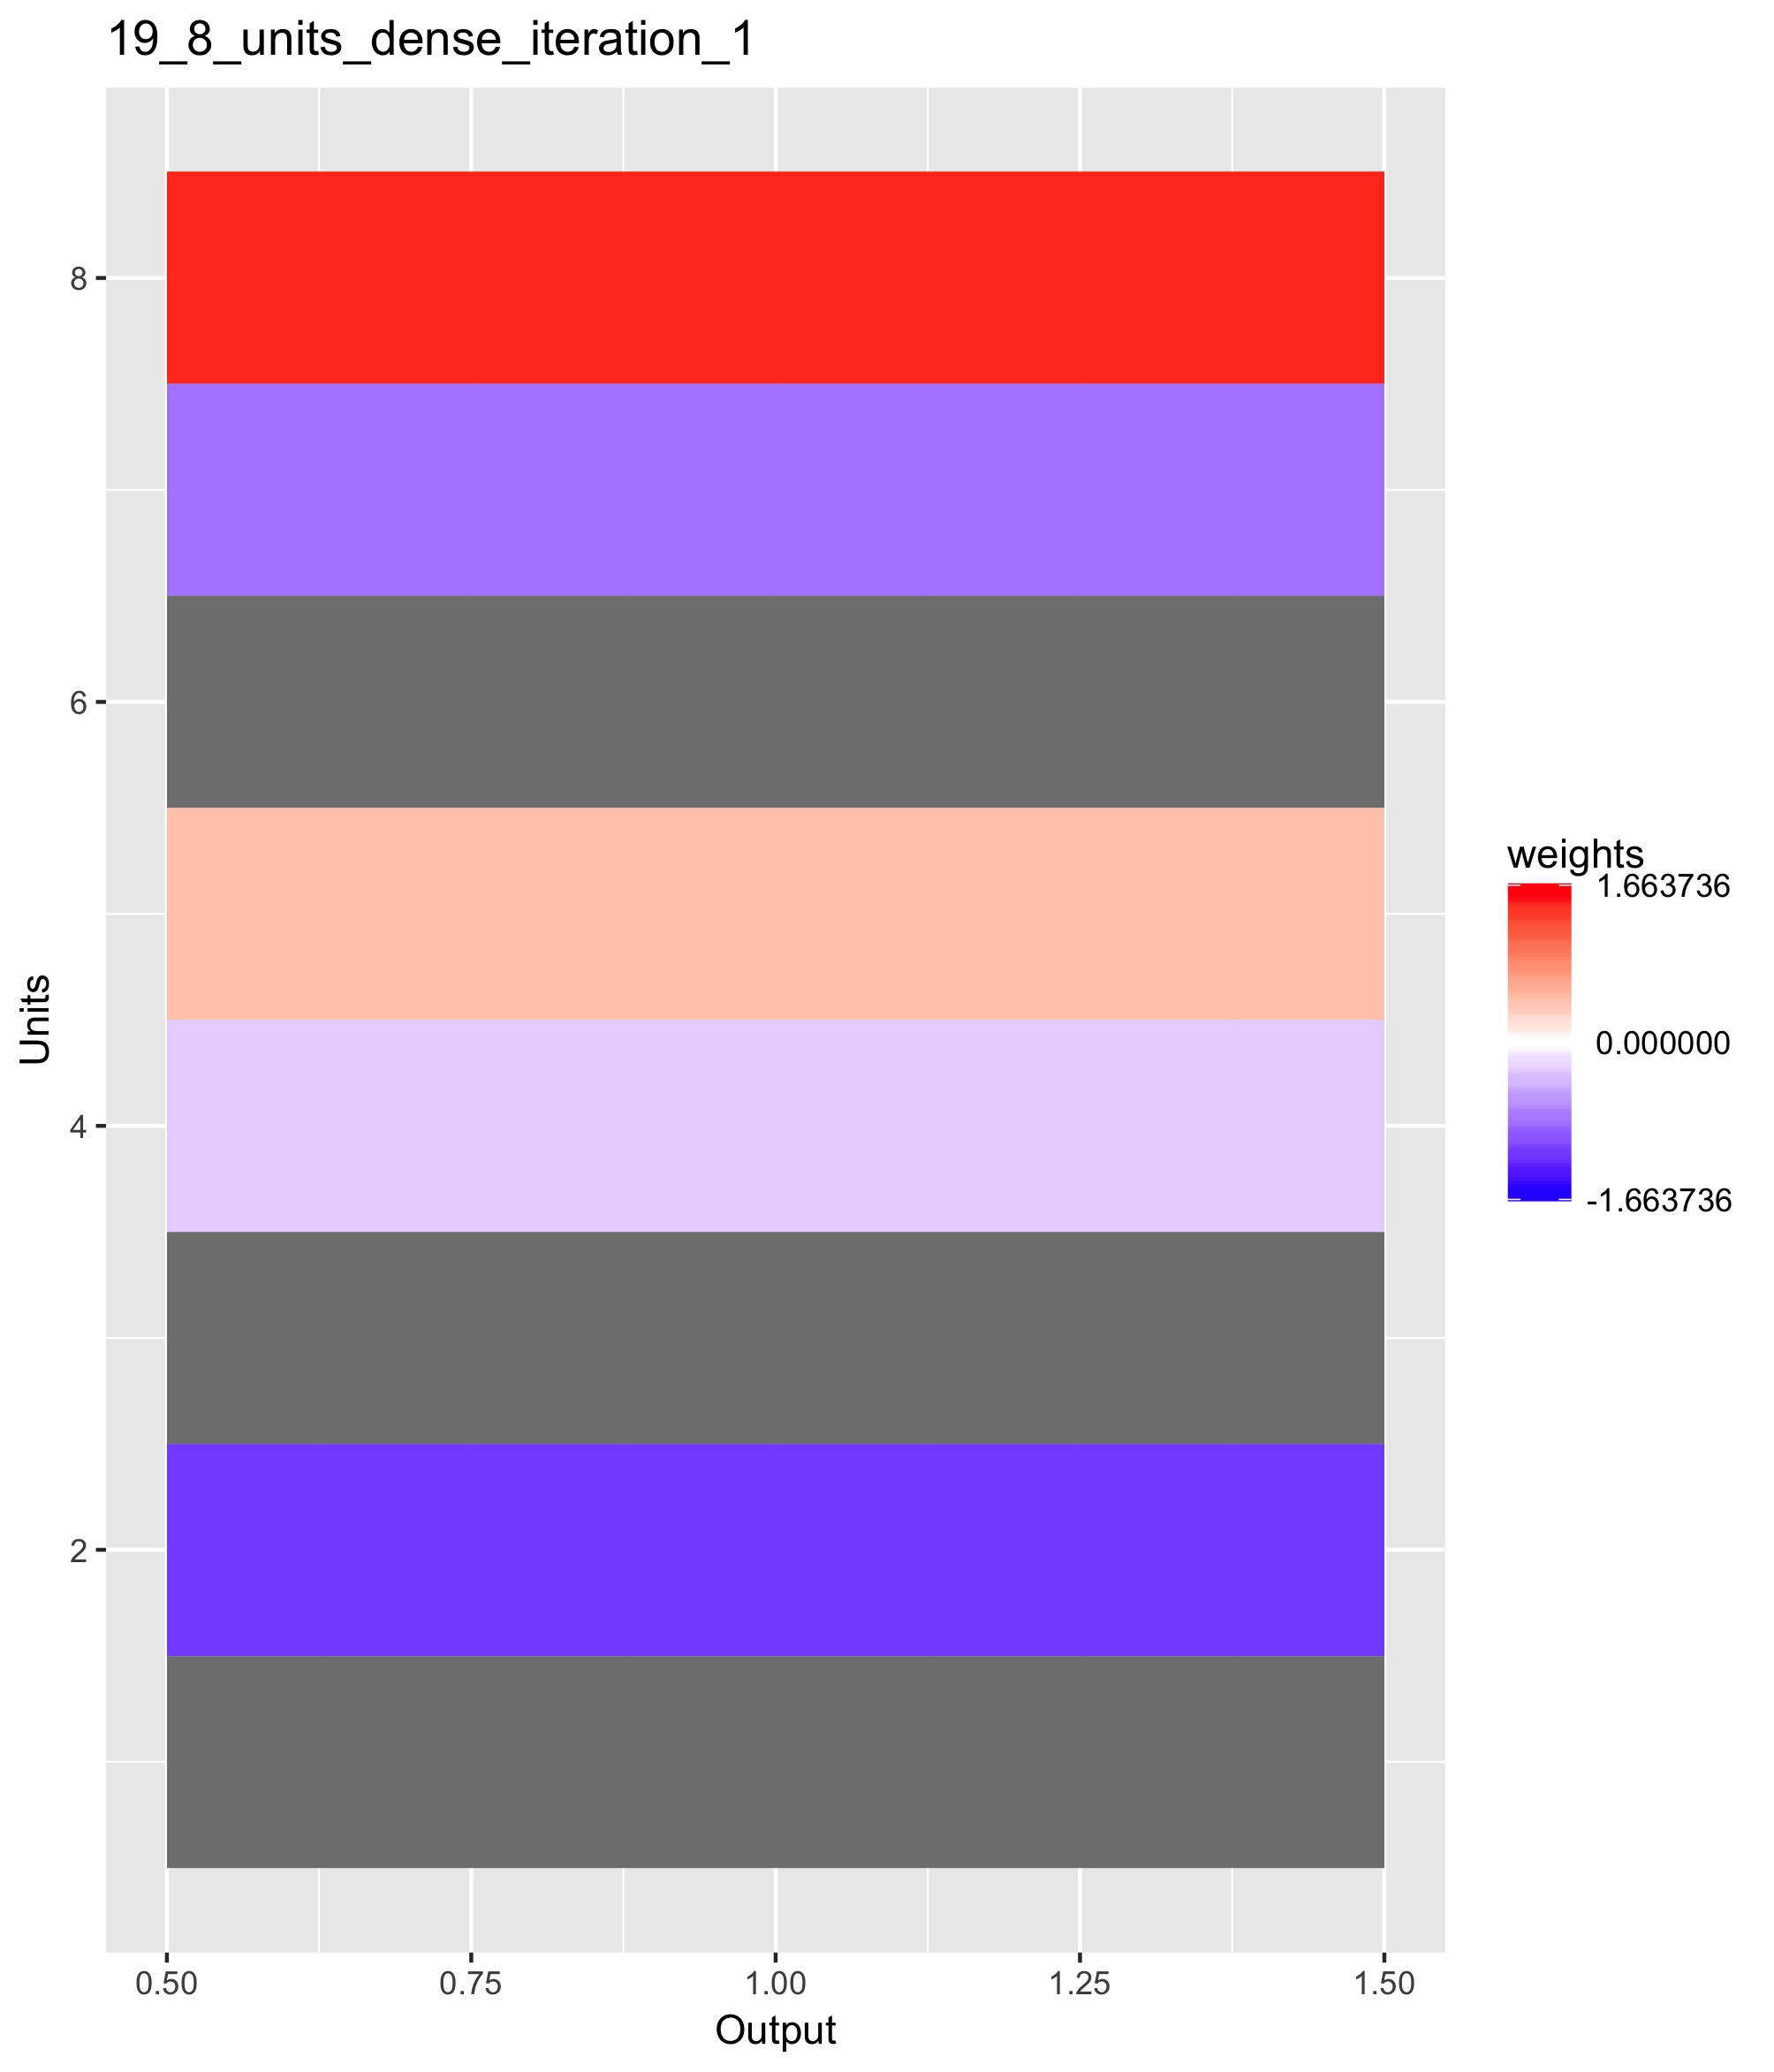 19_8_units_dense_iteration_1
8
6
4
2
Units
0.50 0.75 1.00 1.25 1.50
Output
weights
1.663736
0.000000
-1.663736